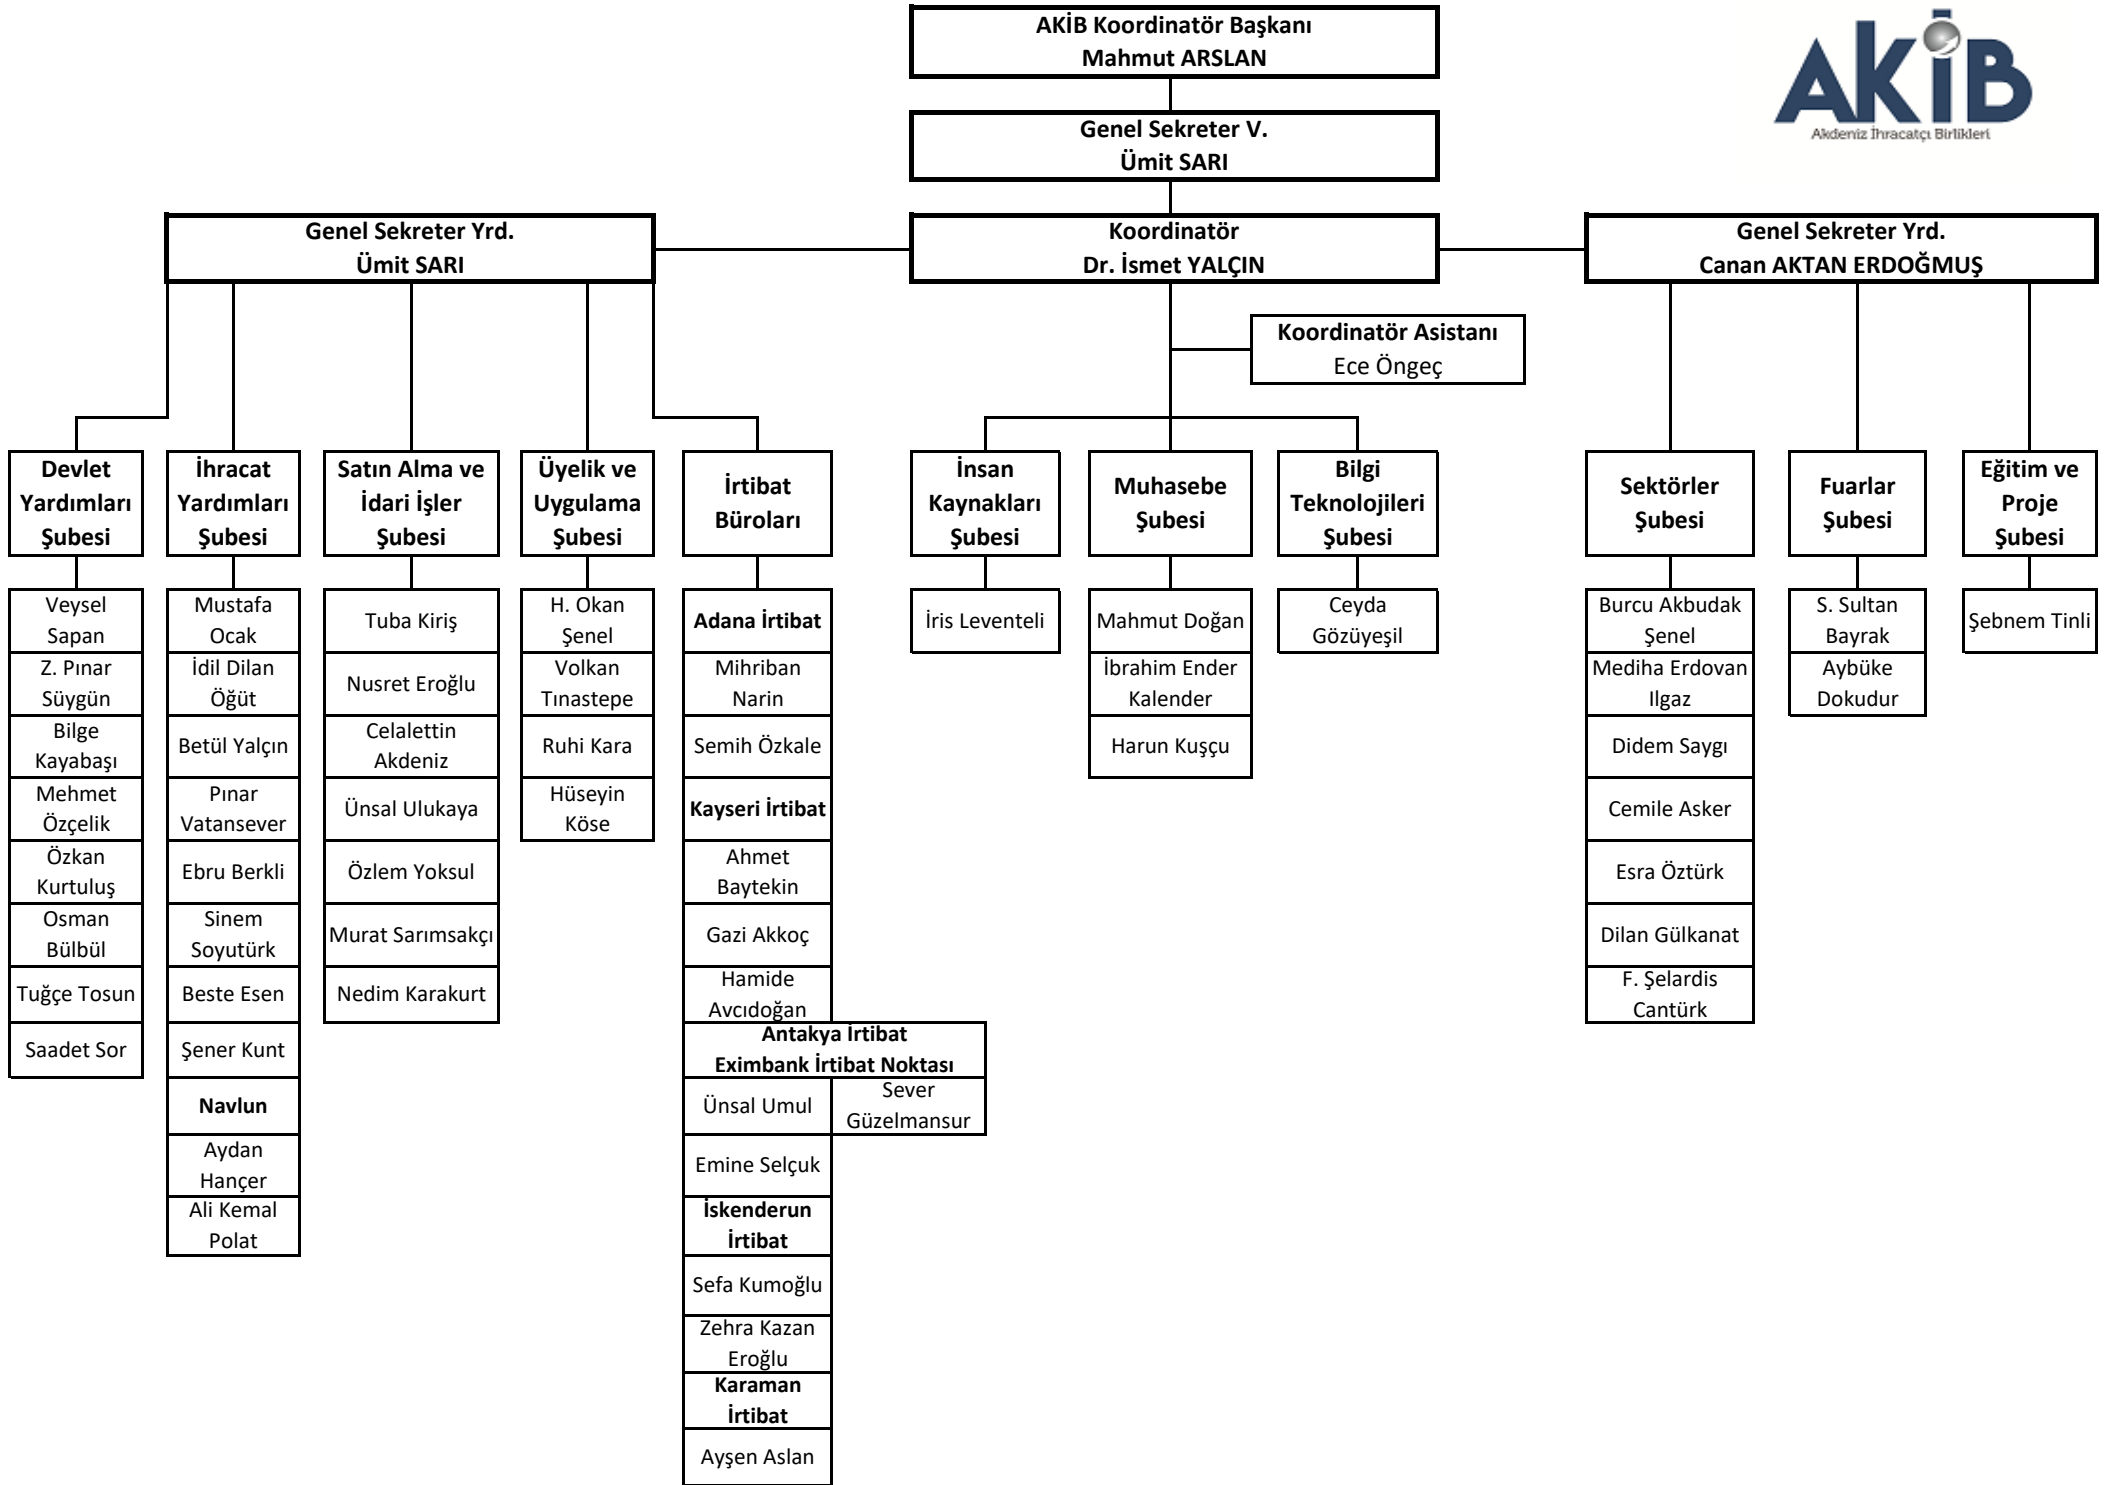 AKİB Koordinatör Başkanı
Mahmut ARSLAN
AKİB
Akdeniz İhracatçı Birlikleri
Genel Sekreter V.
Ümit SARI
Genel Sekreter Yrd.
Ümit SARI
Koordinatör
Dr. İsmet YALÇIN
Genel Sekreter Yrd.
Canan AKTAN ERDOĞMUŞ
Koordinatör Asistanı
Ece Öngeç
Devlet
Yardımları
Şubesi
Veysel
Sapan
Z. Pınar
Süygün
Bilge
Kayabaşı
Mehmet
Özçelik
Özkan
Kurtuluş
Osman
Bülbül
Tuğçe Tosun
Saadet Sor
İhracat
Yardımları
Şubesi
Mustafa
Ocak
İdil Dilan
Öğüt
Betül Yalçın
Pınar
Vatansever
Ebru Berkli
Sinem
Soyutürk
Beste Esen
Şener Kunt
Navlun
Aydan
Hançer
Ali Kemal
Polat
Satın Alma ve
İdari İşler
Şubesi
Tuba Kiriş
Nusret Eroğlu
Celalettin
Akdeniz
Ünsal Ulukaya
Özlem Yoksul
Murat Sarımsakçı
Nedim Karakurt
Üyelik ve
Uygulama
Şubesi
H. Okan
Şenel
Volkan
Tınastepe
Ruhi Kara
Hüseyin
Köse
İrtibat
Büroları
Adana İrtibat
Mihriban
Narin
Semih Özkale
Kayseri İrtibat
Ahmet
Baytekin
Gazi Akkoç
Hamide
Avcıdoğan
Antakya İrtibat
Eximbank İrtibat Noktası
Ünsal Umul
Sever
Güzelmansur
Emine Selçuk
İskenderun
İrtibat
Sefa Kumoğlu
Zehra Kazan
Eroğlu
Karaman
İrtibat
Ayşen Aslan
İnsan
Kaynakları
Şubesi
İris Leventeli
Muhasebe
Şubesi
Mahmut Doğan
İbrahim Ender
Kalender
Harun Kuşçu
Bilgi
Teknolojileri
Şubesi
Ceyda
Gözüyeşil
Sektörler
Şubesi
Burcu Akbudak
Şenel
Mediha Erdovan
Ilgaz
Didem Saygı
Cemile Asker
Esra Öztürk
Dilan Gülkanat
F. Şelardis
Cantürk
Fuarlar
Şubesi
S. Sultan
Bayrak
Aybüke
Dokudur
Eğitim ve
Proje
Şubesi
Şebnem Tinli